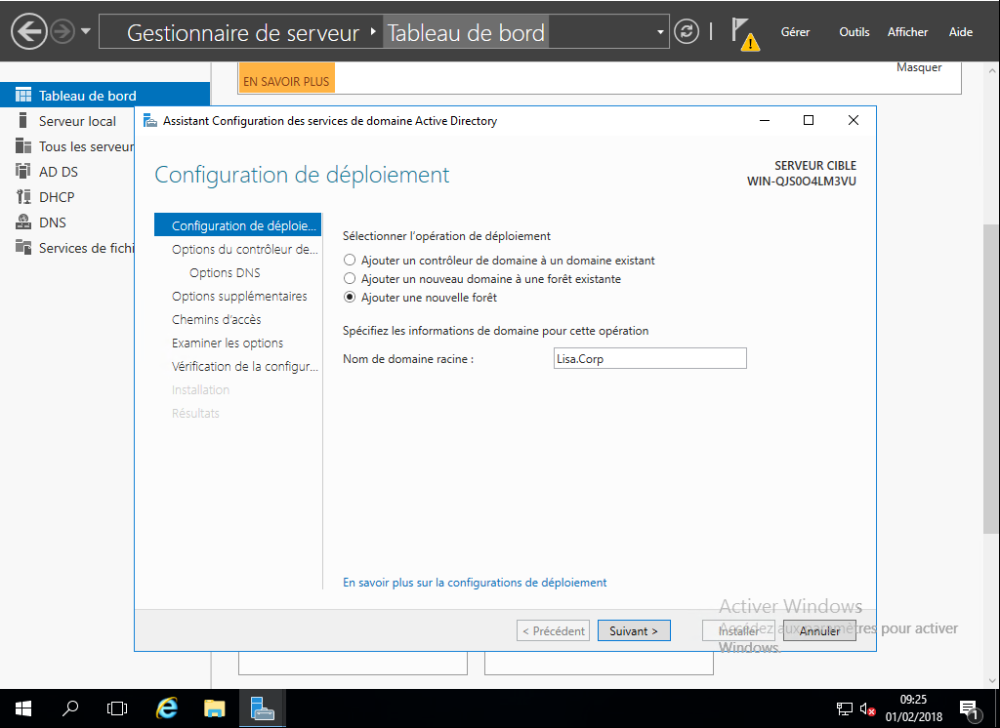 Gestionnaire de serveur ‣ Tableau de bord
Gérer Outils Afficher Aide
EN SAVOIR PLUS
Masquer
Tableau de bord
Serveur local
Tous les serveur
AD DS
DHCP
DNS
Services de fichi
Assistant Configuration des services de domaine Active Directory
Configuration de déploiement
SERVEUR CIBLE
WIN-QJS0O4LM3VU
Configuration de déploie...
Options du contrôleur de...
Options DNS
Options supplémentaires
Chemins d'accès
Examiner les options
Vérification de la configur...
Installation
Résultats
Sélectionner l'opération de déploiement
Ajouter un contrôleur de domaine à un domaine existant
Ajouter un nouveau domaine à une forêt existante
Ajouter une nouvelle forêt
Spécifiez les informations de domaine pour cette opération
Nom de domaine racine : Lisa.Corp
En savoir plus sur la configurations de déploiement
< Précédent Suivant > Installer Annuler
Activer Windows
Accédez aux paramètres pour activer
Windows.
09:25
01/02/2018
1